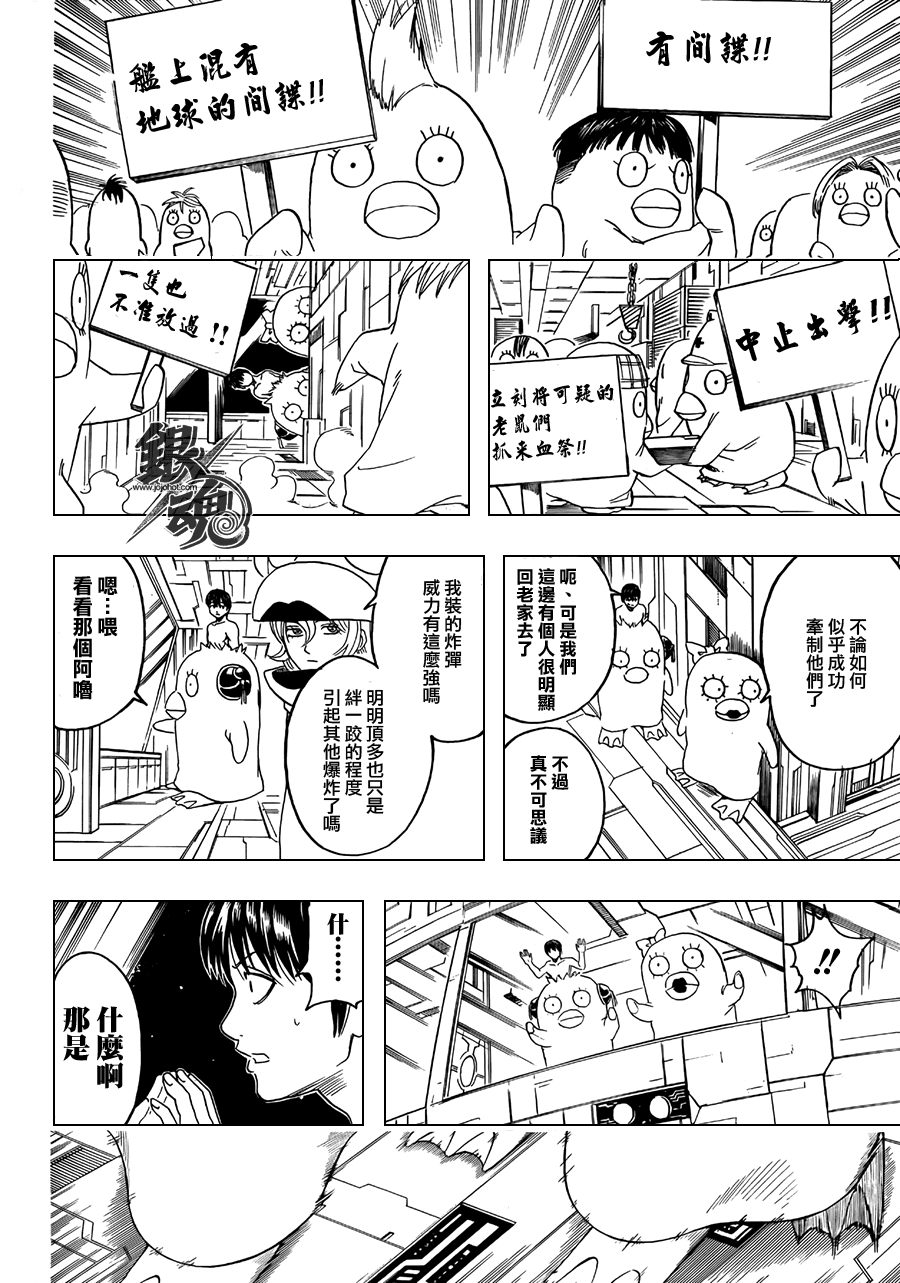 有間諜!!
艦上混有
地球的間諜!!
中止出擊!!
立刻將可疑的
老鼠們
抓來血祭!!
一隻也
不准放過!!
銀魂
www.jojohot.com
不論如何
似乎成功
牽制他們了
呃、可是我們
這邊有個人很明顯
回老家去了
不過
真不可思議
我裝的炸彈
威力有這麼強嗎
明明頂多也只是
絆一跤的程度
引起其他爆炸了嗎
嗯…喂
看看那個阿嚕
!!
什……
什麼啊
那是